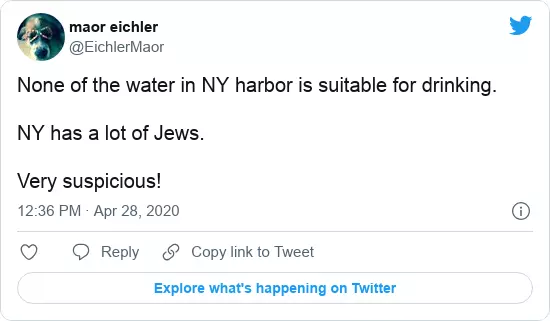 maor eichler
@EichlerMaor
None of the water in NY harbor is suitable for drinking.
NY has a lot of Jews.
Very suspicious!
12:36 PM · Apr 28, 2020
Reply
Copy link to Tweet
Explore what's happening on Twitter